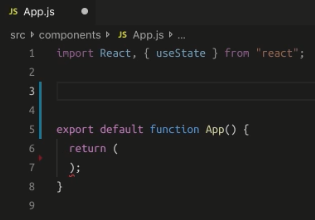 JS App.js
src components JS App.js ...
1 import React, { useState } from "react";
2
3
4
5 export default function App() {
6 return (
7 );
8 }
9